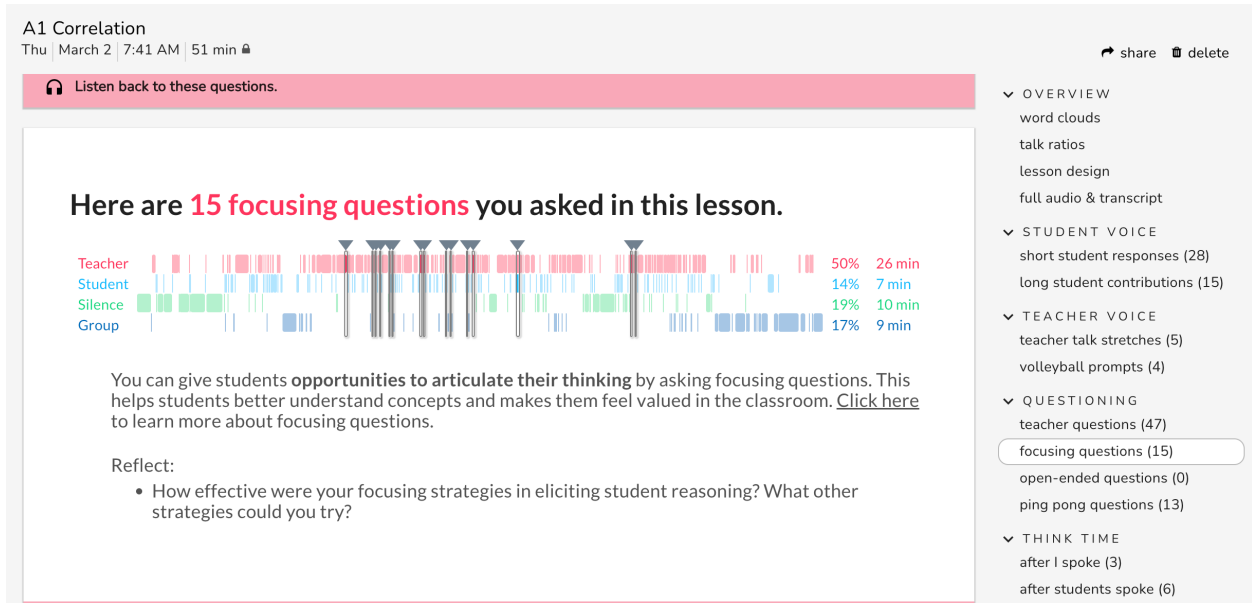 A1 Correlation
Thu March 2 7:41 AM 51 min
share delete
Listen back to these questions.
Here are 15 focusing questions you asked in this lesson.
Teacher 50% 26 min
Student 14% 7 min
Silence 19% 10 min
Group 17% 9 min
You can give students opportunities to articulate their thinking by asking focusing questions. This
helps students better understand concepts and makes them feel valued in the classroom. Click here
to learn more about focusing questions.
Reflect:
• How effective were your focusing strategies in eliciting student reasoning? What other
strategies could you try?
OVERVIEW
word clouds
talk ratios
lesson design
full audio & transcript
STUDENT VOICE
short student responses (28)
long student contributions (15)
TEACHER VOICE
teacher talk stretches (5)
volleyball prompts (4)
QUESTIONING
teacher questions (47)
focusing questions (15)
open-ended questions (0)
ping pong questions (13)
THINK TIME
after I spoke (3)
after students spoke (6)